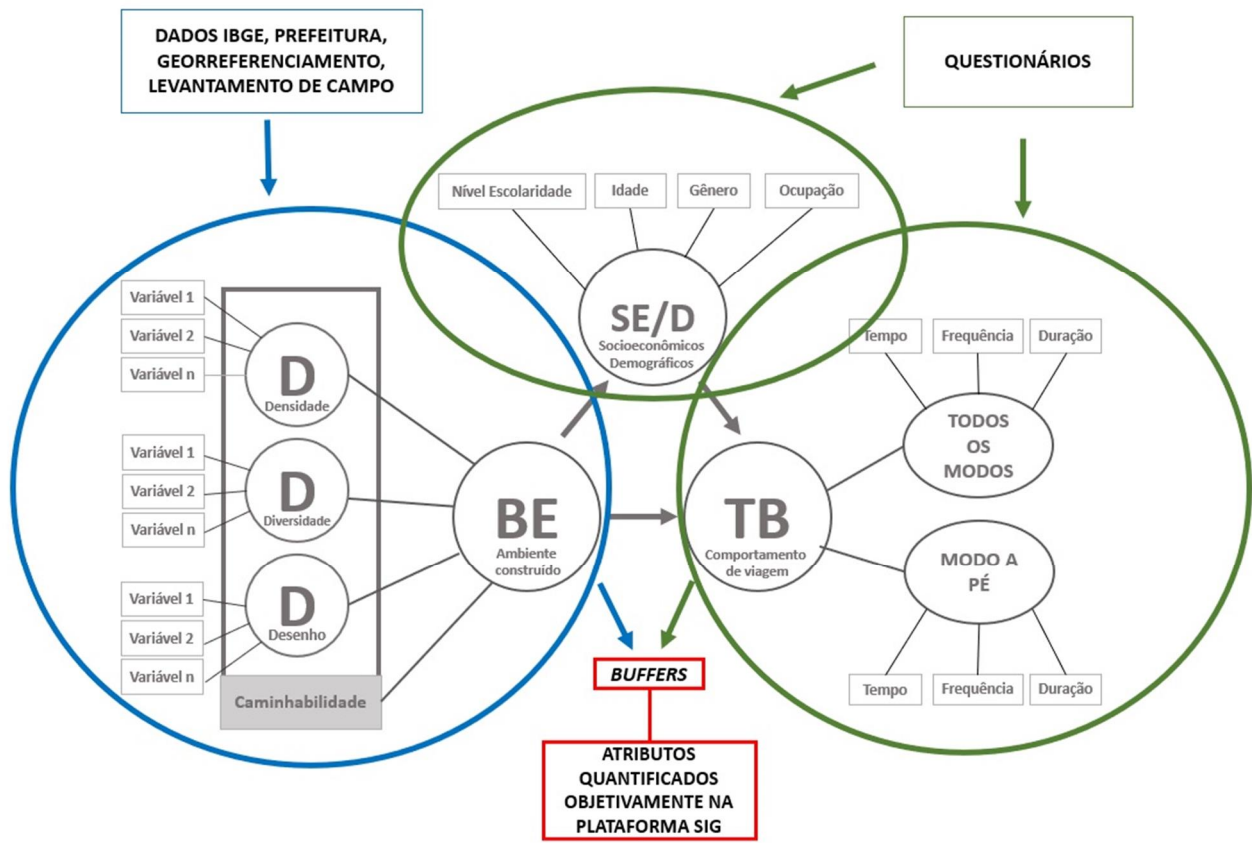 DADOS IBGE, PREFEITURA,
GEORREFERENCIAMENTO,
LEVANTAMENTO DE CAMPO
QUESTIONÁRIOS
Nível Escolaridade
Idade
Gênero
Ocupação
SE/D
Socioeconômicos
Demográficos
Variável 1
Variável 2
Variável n
D
Densidade
Variável 1
Variável 2
Variável n
D
Diversidade
Variável 1
Variável 2
Variável n
D
Desenho
Caminhabilidade
BE
Ambiente
construído
TB
Comportamento
de viagem
Tempo
Frequência
Duração
TODOS
OS
MODOS
MODO A
PÉ
Tempo
Frequência
Duração
BUFFERS
ATRIBUTOS
QUANTIFICADOS
OBJETIVAMENTE NA
PLATAFORMA SIG